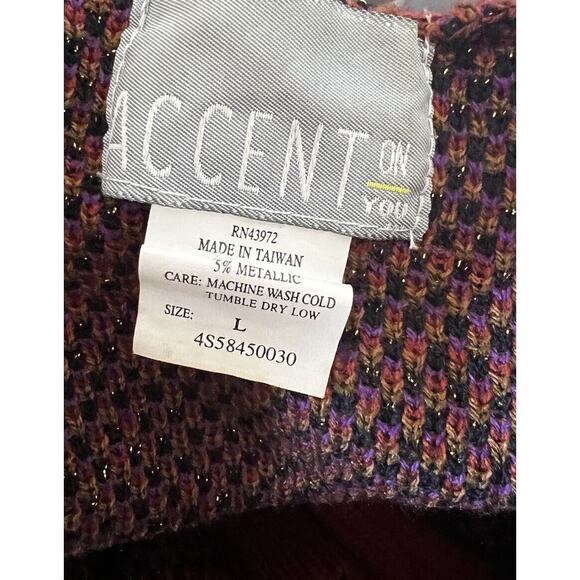 ACCENT
ON
YOU
RN43972
MADE IN TAIWAN
5% METALLIC
CARE: MACHINE WASH COLD
TUMBLE DRY LOW
SIZE: L
4S58450030